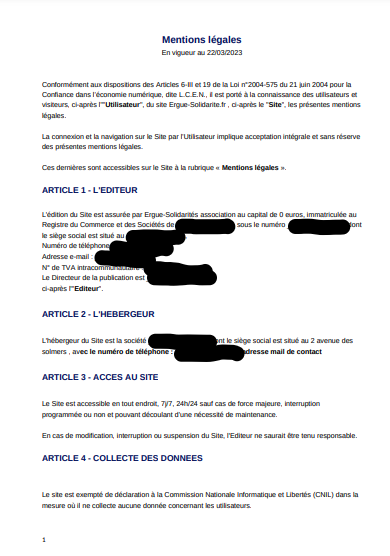 Mentions légales
En vigueur au 22/03/2023
Conformément aux dispositions des Articles 6-III et 19 de la Loi n°2004-575 du 21 juin 2004 pour la
Confiance dans l'économie numérique, dite L.C.E.N., il est porté à la connaissance des utilisateurs et
visiteurs, ci-après l'"Utilisateur", du site Ergue-Solidarite.fr , ci-après le "Site", les présentes mentions
légales.
La connexion et la navigation sur le Site par l'Utilisateur implique acceptation intégrale et sans réserve
des présentes mentions légales.
Ces dernières sont accessibles sur le Site à la rubrique « Mentions légales ».
ARTICLE 1 - L'EDITEUR
L'édition du Site est assurée par Ergue-Solidarités association au capital de 0 euros, immatriculée au
Registre du Commerce et des Sociétés de sous le numéro dont
le siège social est situé au
Numéro de téléphone
Adresse e-mail :
N° de TVA intracommunautaire :
Le Directeur de la publication est
ci-après l'"Editeur".
ARTICLE 2 - L'HEBERGEUR
L'hébergeur du Site est la société dont le siège social est situé au 2 avenue des
solmers , avec le numéro de téléphone : adresse mail de contact
ARTICLE 3 - ACCES AU SITE
Le Site est accessible en tout endroit, 7j/7, 24h/24 sauf cas de force majeure, interruption
programmée ou non et pouvant découlant d'une nécessité de maintenance.
En cas de modification, interruption ou suspension du Site, l'Editeur ne saurait être tenu responsable.
ARTICLE 4 - COLLECTE DES DONNEES
Le site est exempté de déclaration à la Commission Nationale Informatique et Libertés (CNIL) dans la
mesure où il ne collecte aucune donnée concernant les utilisateurs.
1